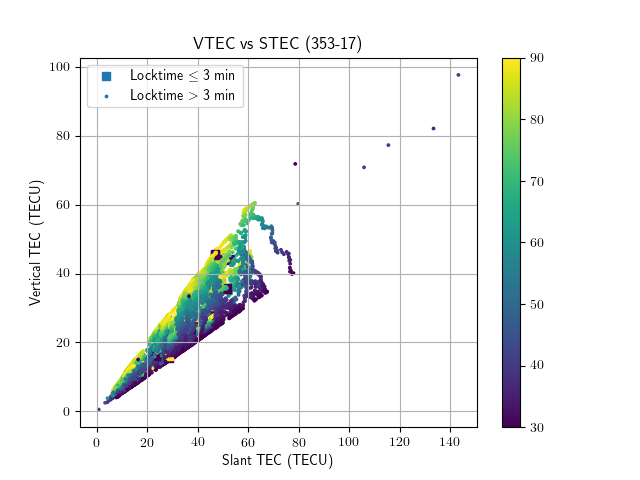 VTEC vs STEC (353-17)
Locktime ≤ 3 min
Locktime > 3 min
Vertical TEC (TECU)
100
80
60
40
20
0
0 20 40 60 80 100 120 140
Slant TEC (TECU)
90
80
70
60
50
40
30